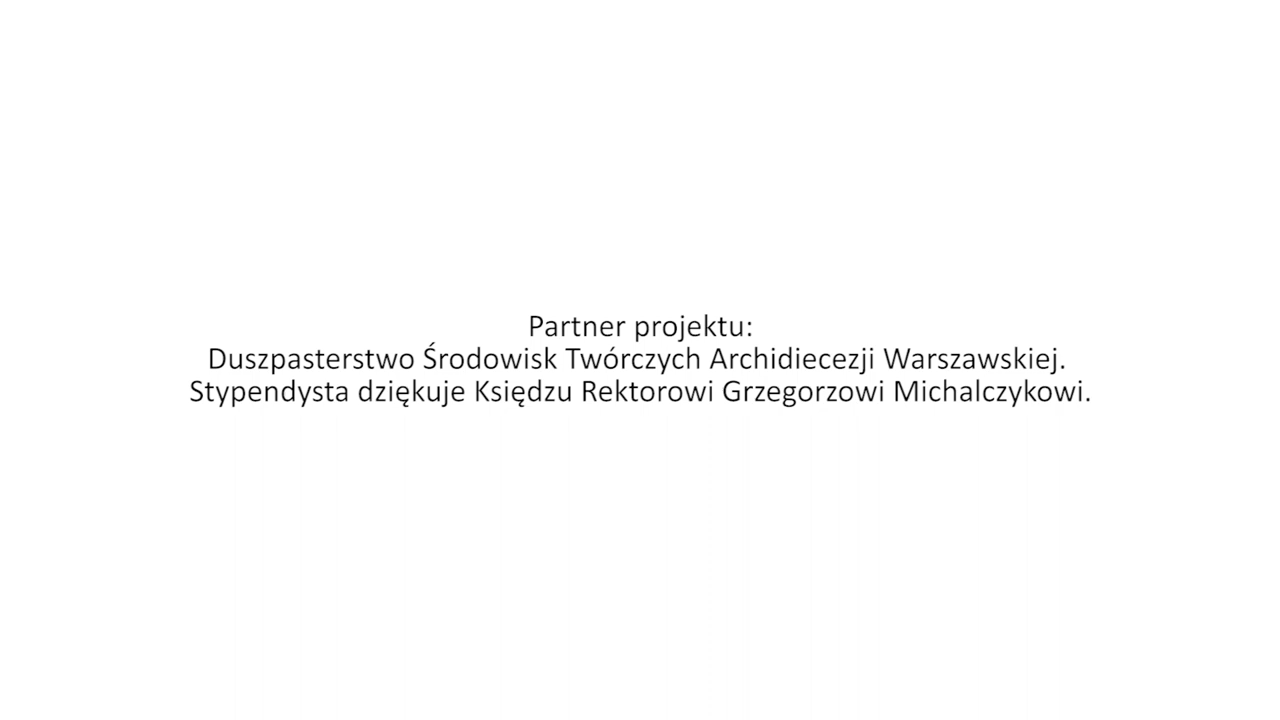 Partner projektu:
Duszpasterstwo Środowisk Twórczych Archidiecezji Warszawskiej.
Stypendysta dziękuje Księdzu Rektorowi Grzegorzowi Michalczykowi.